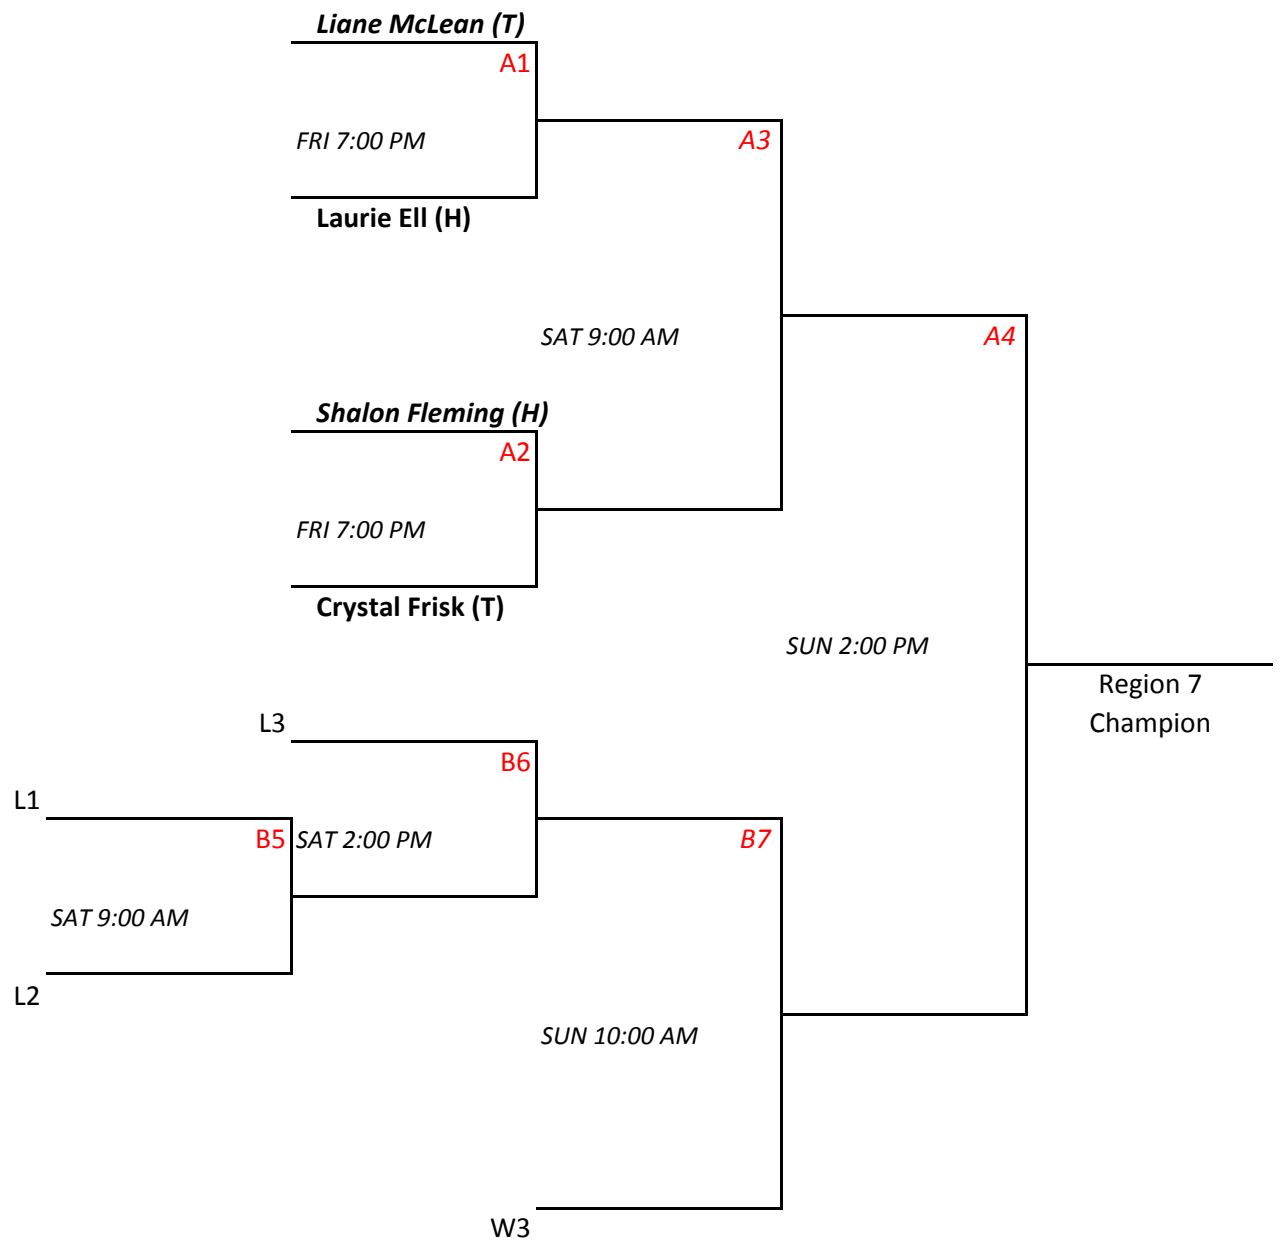 Liane McLean (T)
A1
FRI 7:00 PM
A3
Laurie Ell (H)
SAT 9:00 AM
A4
Shalon Fleming (H)
A2
FRI 7:00 PM
Crystal Frisk (T)
SUN 2:00 PM
Region 7
Champion
L3
B6
L1
B5
SAT 2:00 PM
B7
SAT 9:00 AM
L2
SUN 10:00 AM
W3